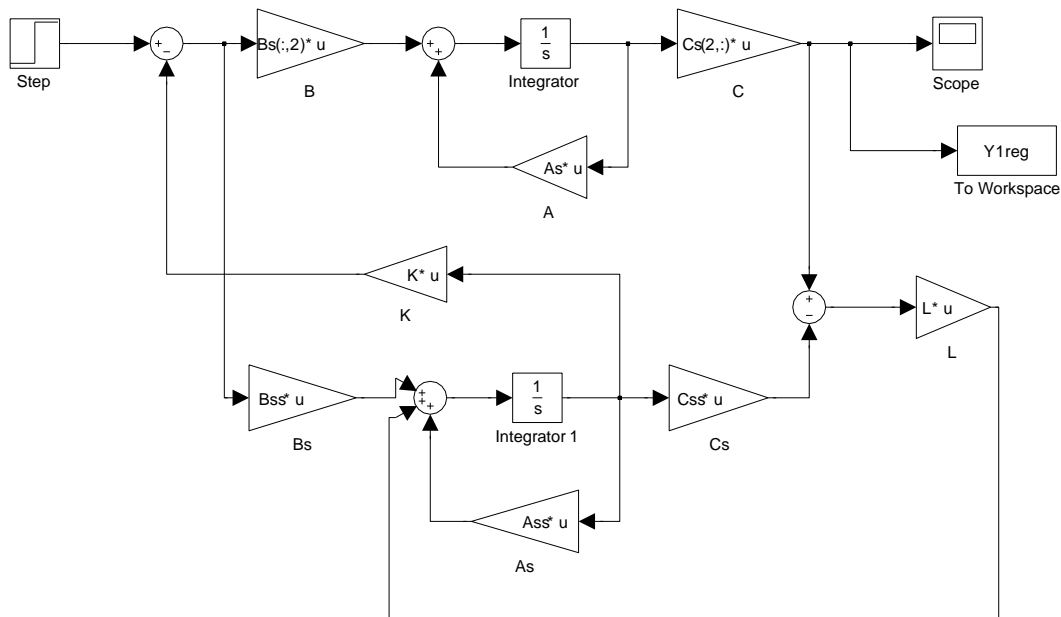 Step
+
−
Bs(:,2)* u
B
+
+
1
s
Integrator
Cs(2,:)* u
C
Scope
Y1reg
To Workspace
As* u
A
K* u
K
+
−
L* u
L
Bss* u
Bs
+
+
+
1
s
Integrator 1
Css* u
Cs
Ass* u
As